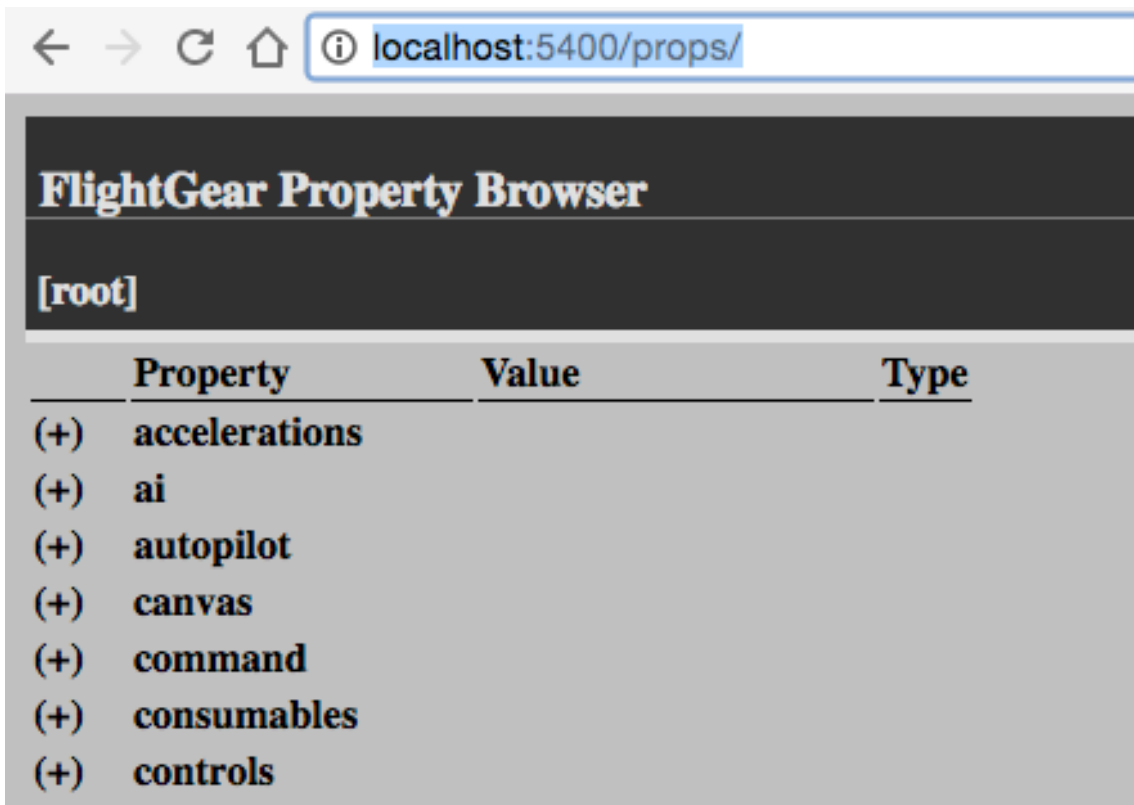 localhost:5400/props/
FlightGear Property Browser
[root]
Property Value Type
(+) accelerations
(+) ai
(+) autopilot
(+) canvas
(+) command
(+) consumables
(+) controls